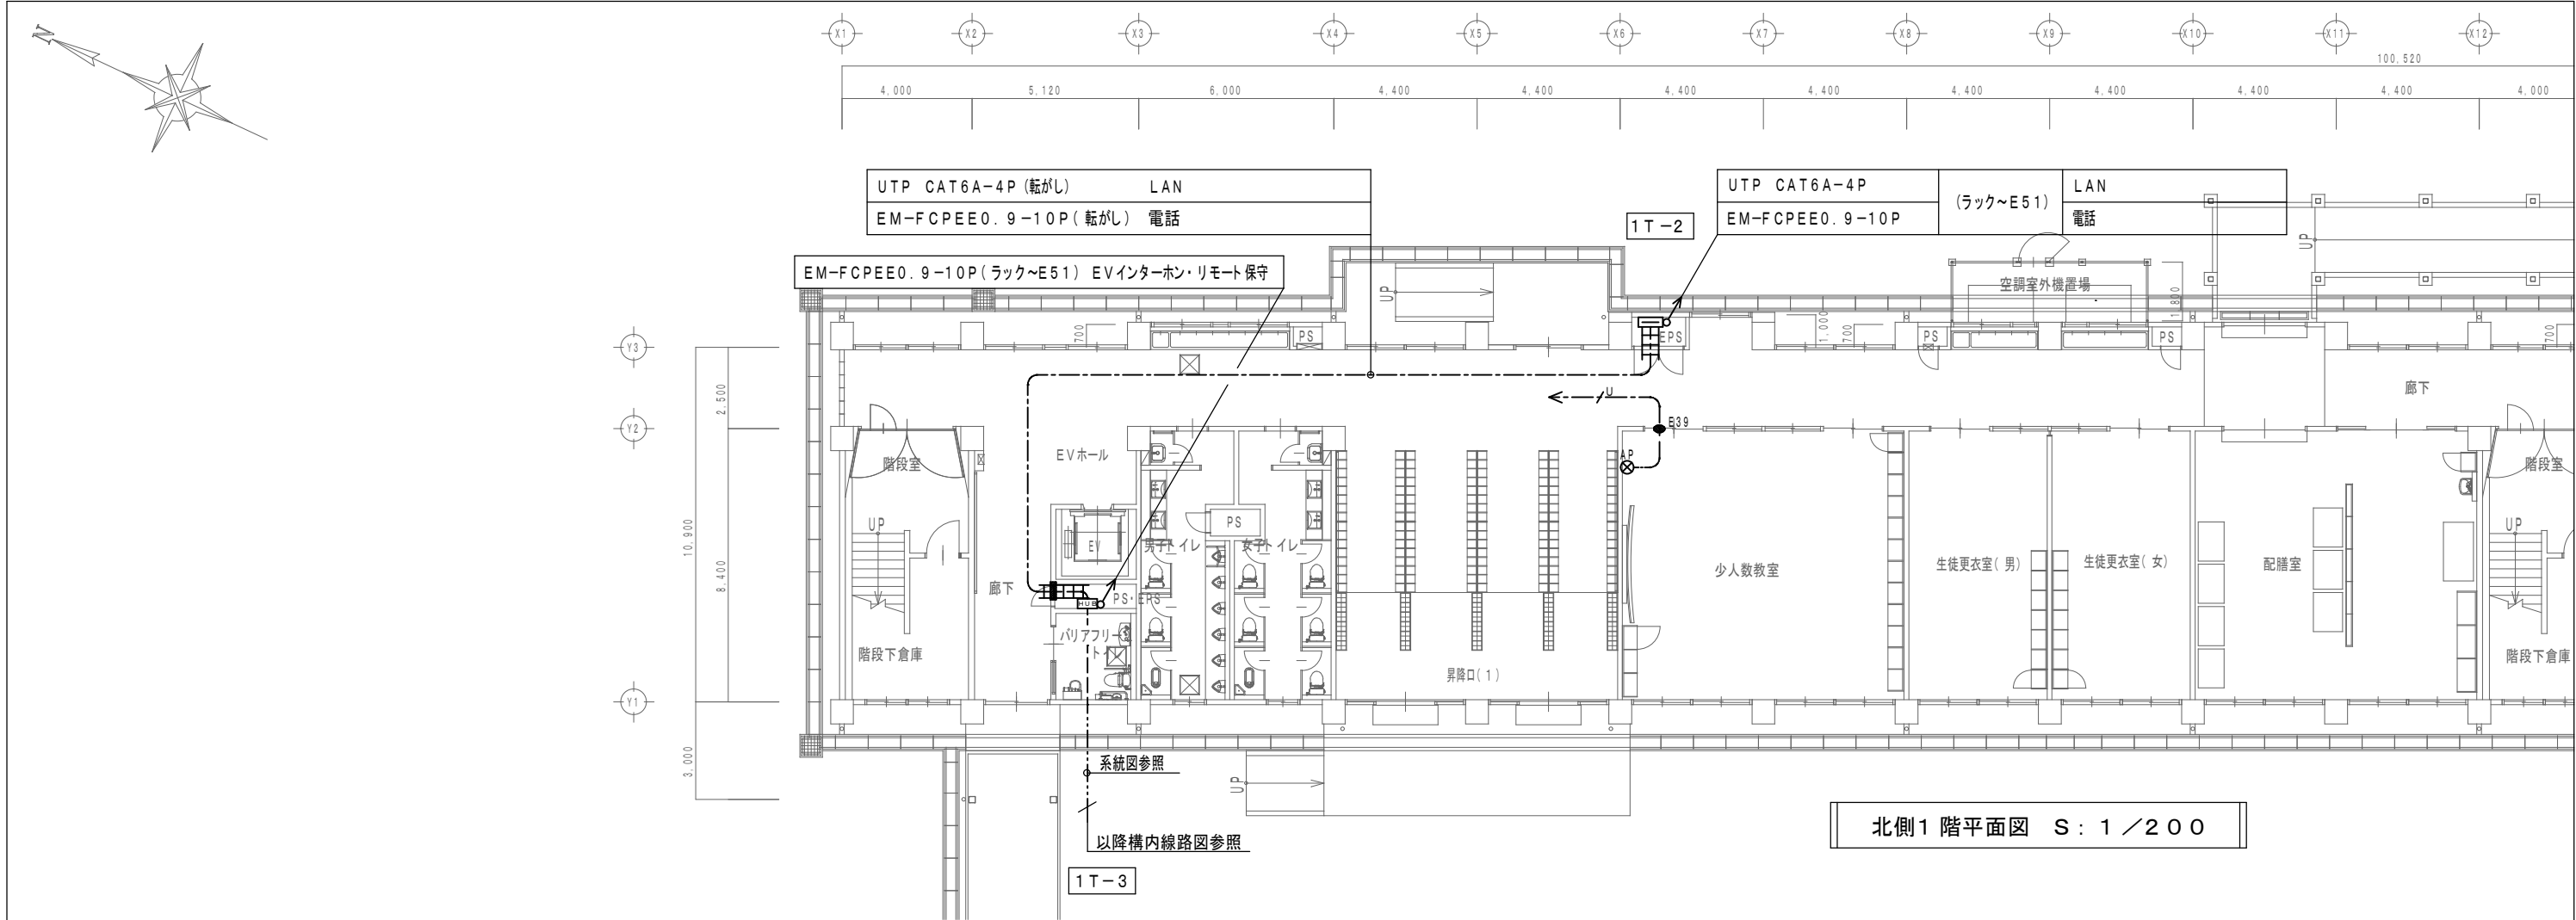 N
X1 X2 X3 X4 X5 X6 X7 X8 X9 X10 X11 X12
100,520
4,000 5,120 6,000 4,400 4,400 4,400 4,400 4,400 4,400 4,400 4,400 4,000
UTP CAT6A-4P(転がし) LAN
EM-FCPEE0.9-10P(転がし) 電話
1T-2
UTP CAT6A-4P (ラック~E51) LAN
EM-FCPEE0.9-10P 電話
EM-FCPEE0.9-10P(ラック~E51) EVインターホン・リモート保守
UP
UP
空調室外機置場
1,800
Y3
700
PS
EPS
1,000
700
PS
PS
700
2,500
U
廊下
Y2
E39
EVホール
AP
階段室
階段室
UP
PS
UP
10,900
8,400
EV
男子トイレ
女子トイレ
少人数教室
生徒更衣室(男)
生徒更衣室(女)
配膳室
廊下
HUB
PS・EPS
バリアフリー
トイレ
階段下倉庫
階段下倉庫
昇降口(1)
Y1
3,000
系統図参照
UP
以降構内線路図参照
北側1階平面図 S:1/200
1T-3